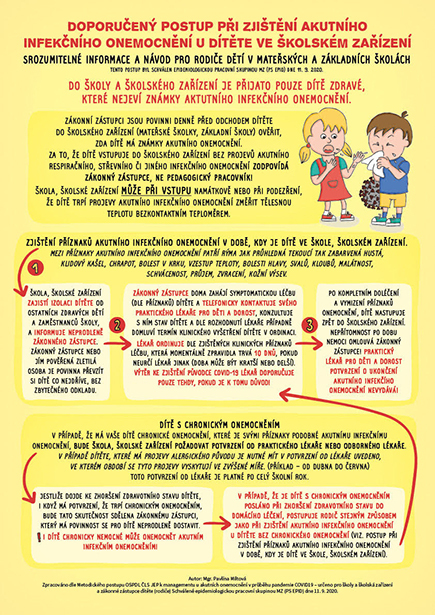 DOPORUČENÝ POSTUP PŘI ZJIŠTĚNÍ AKUTNÍHO
INFEKČNÍHO ONEMOCNĚNÍ U DÍTĚTE VE ŠKOLSKÉM ZAŘÍZENÍ
SROZUMITELNÉ INFORMACE A NÁVOD PRO RODIČE DĚTÍ V MATEŘSKÝCH A ZÁKLADNÍCH ŠKOLÁCH
TENTO POSTUP BYL SCHVÁLEN EPIDEMIOLOGICKOU PRACOVNÍ SKUPINOU MZ (PS EPID) DNE 11. 9. 2020.
DO ŠKOLY A ŠKOLSKÉHO ZAŘÍZENÍ JE PŘIJATO POUZE DÍTĚ ZDRAVÉ,
KTERÉ NEJEVÍ ZNÁMKY AKTUTNÍHO INFEKČNÍHO ONEMOCNĚNÍ.
ZÁKONNÍ ZÁSTUPCI JSOU POVINNI DENNĚ PŘED ODCHODEM DÍTĚTE
DO ŠKOLSKÉHO ZAŘÍZENÍ (MATEŘSKÉ ŠKOLKY, ZÁKLADNÍ ŠKOLY) OVĚŘIT,
ZDA DÍTĚ MÁ ZNÁMKY AKUTNÍHO ONEMOCNĚNÍ.
ZA TO, ŽE DÍTĚ VSTUPUJE DO ŠKOLSKÉHO ZAŘÍZENÍ BEZ PROJEVŮ AKUTNÍHO
RESPIRAČNÍHO, STŘEVNÍHO ČI JINÉHO INFEKČNÍHO ONEMOCNĚNÍ ZODPOVÍDÁ
ZÁKONNÝ ZÁSTUPCE, NE PEDAGOGICKÝ PRACOVNÍK!
ŠKOLA, ŠKOLSKÉ ZAŘÍZENÍ MŮŽE PŘI VSTUPU NAMÁTKOVĚ NEBO PŘI PODEZŘENÍ,
ŽE DÍTĚ TRPÍ PROJEVY AKUTNÍHO INFEKČNÍHO ONEMOCNĚNÍ ZMĚŘIT TĚLESNOU
TEPLOTU BEZKONTAKTNÍM TEPLOMĚREM.
ZJIŠTĚNÍ PŘÍZNAKŮ AKUTNÍHO INFEKČNÍHO ONEMOCNĚNÍ V DOBĚ, KDY JE DÍTĚ VE ŠKOLE, ŠKOLSKÉM ZAŘÍZENÍ.
MEZI PŘÍZNAKY AKUTNÍHO INFEKČNÍHO ONEMOCNĚNÍ PATŘÍ RÝMA JAK PRŮHLEDNÁ TEKOUCÍ TAK ZABARVENÁ HUSTÁ,
KLIDOVÝ KAŠEL, CHRAPOT, BOLEST V KRKU, VZESTUP TEPLOTY, BOLESTI HLAVY, SVALŮ, KLOUBŮ, MALÁTNOST,
SCHVÁCENOST, PRŮJEM, ZVRACENÍ, KOŽNÍ VÝSEV.
1
ŠKOLA, ŠKOLSKÉ ZAŘÍZENÍ
ZAJISTÍ IZOLACI DÍTĚTE OD
OSTATNÍCH ZDRAVÝCH DĚTÍ
A ZAMĚSTNANCŮ ŠKOLY,
A INFORMUJE NEPRODLENĚ
ZÁKONNÉHO ZÁSTUPCE.
ZÁKONNÝ ZÁSTUPCE NEBO
JÍM POVĚŘENÁ ZLETILÁ
OSOBA JE POVINNA PŘEVZÍT
SI DÍTĚ CO NEJDŘÍVE, BEZ
ZBYTEČNÉHO ODKLADU.
2
ZÁKONNÝ ZÁSTUPCE DOMA ZAHÁJÍ SYMPTOMATICKOU LÉČBU
(DLE PŘÍZNAKŮ) DÍTĚTE A TELEFONICKY KONTAKTUJE SVÉHO
PRAKTICKÉHO LÉKAŘE PRO DĚTI A DOROST, KONZULTUJE
S NÍM STAV DÍTĚTE A DLE ROZHODNUTÍ LÉKAŘE PŘÍPADNĚ
DOMLUVÍ TERMÍN KLINICKÉHO VYŠETŘENÍ DÍTĚTE V ORDINACI.
LÉKAŘ ORDINUJE DLE ZJIŠTĚNÝCH KLINICKÝCH PŘÍZNAKŮ
LÉČBU, KTERÁ MOMENTÁLNĚ ZPRAVIDLA TRVÁ 10 DNŮ, POKUD
NEURČÍ LÉKAŘ JINAK (DOBA MŮŽE BÝT KRATŠÍ NEBO DELŠÍ).
VÝTĚR KE ZJIŠTĚNÍ PŮVODCE COVID-19 LÉKAŘ DOPORUČUJE
POUZE TEHDY, POKUD JE K TOMU DŮVOD!
3
PO KOMPLETNÍM DOLÉČENÍ
A VYMIZENÍ PŘÍZNAKŮ
ONEMOCNĚNÍ, DÍTĚ NASTUPUJE
ZPĚT DO ŠKOLSKÉHO ZAŘÍZENÍ.
NEPŘÍTOMNOST PO DOBU
NEMOCI OMLOUVÁ ZÁKONNÝ
ZÁSTUPCE! PRAKTICKÝ
LÉKAŘ PRO DĚTI A DOROST
POTVRZENÍ O UKONČENÍ
AKUTNÍHO INFEKČNÍHO
ONEMOCNĚNÍ NEVYDÁVÁ!
DÍTĚ S CHRONICKÝM ONEMOCNĚNÍM
V PŘÍPADĚ, ŽE MÁ VAŠE DÍTĚ CHRONICKÉ ONEMOCNĚNÍ, KTERÉ JE SVÝMI PŘÍZNAKY PODOBNÉ AKUTNÍMU INFEKČNÍMU
ONEMOCNĚNÍ, BUDE ŠKOLA, ŠKOLSKÉ ZAŘÍZENÍ POŽADOVAT POTVRZENÍ OD PRAKTICKÉHO LÉKAŘE NEBO ODBORNÉHO LÉKAŘE.
V PŘÍPADĚ DÍTĚTE, KTERÉ MÁ PROJEVY ALERGICKÉHO PŮVODU JE NUTNÉ MÍT V POTVRZENÍ OD LÉKAŘE UVEDENO,
VE KTERÉM OBDOBÍ SE TYTO PROJEVY VYSKYTUJÍ VE ZVÝŠENÉ MÍŘE. (PŘÍKLAD – OD DUBNA DO ČERVNA)
TOTO POTVRZENÍ OD LÉKAŘE JE PLATNÉ PO CELÝ ŠKOLNÍ ROK.
JESTLIŽE DOJDE KE ZHORŠENÍ ZDRAVOTNÍHO STAVU DÍTĚTE,
I KDYŽ MÁ POTVRZENÍ, ŽE TRPÍ CHRONICKÝM ONEMOCNĚNÍM,
BUDE TATO SKUTEČNOST SDĚLENA ZÁKONNÉMU ZÁSTUPCI,
KTERÝ MÁ POVINNOST SE PRO DÍTĚ NEPRODLENĚ DOSTAVIT.
I DÍTĚ CHRONICKY NEMOCNÉ MŮŽE ONEMOCNĚT AKUTNÍM
INFEKČNÍM ONEMOCNĚNÍM!
V PŘÍPADĚ, ŽE JE DÍTĚ S CHRONICKÝM ONEMOCNĚNÍM
POSLÁNO PŘI ZHORŠENÍ ZDRAVOTNÍHO STAVU DO
DOMÁCÍHO LÉČENÍ, POSTUPUJE RODIČ STEJNÝM ZPŮSOBEM
JAKO PŘI ZJIŠTĚNÍ AKUTNÍHO INFEKČNÍHO ONEMOCNĚNÍ
U DÍTĚTE BEZ CHRONICKÉHO ONEMOCNĚNÍ (VIZ. POSTUP PŘI
ZJIŠTĚNÍ PŘÍZNAKŮ AKUTNÍHO INFEKČNÍHO ONEMOCNĚNÍ
V DOBĚ, KDY JE DÍTĚ VE ŠKOLE, ŠKOLSKÉM ZAŘÍZENÍ).
Autor: Mgr. Pavlína Mítová
Zpracováno dle Metodického postupu OSPDL ČLS JEP k managementu u akutních onemocnění v průběhu pandemie COVID19 – určeno pro školy a školská zařízení
a zákonné zástupce dítěte (rodiče) Schválené epidemiologickou pracovní skupinou MZ (PS EPID) dne 11. 9. 2020.